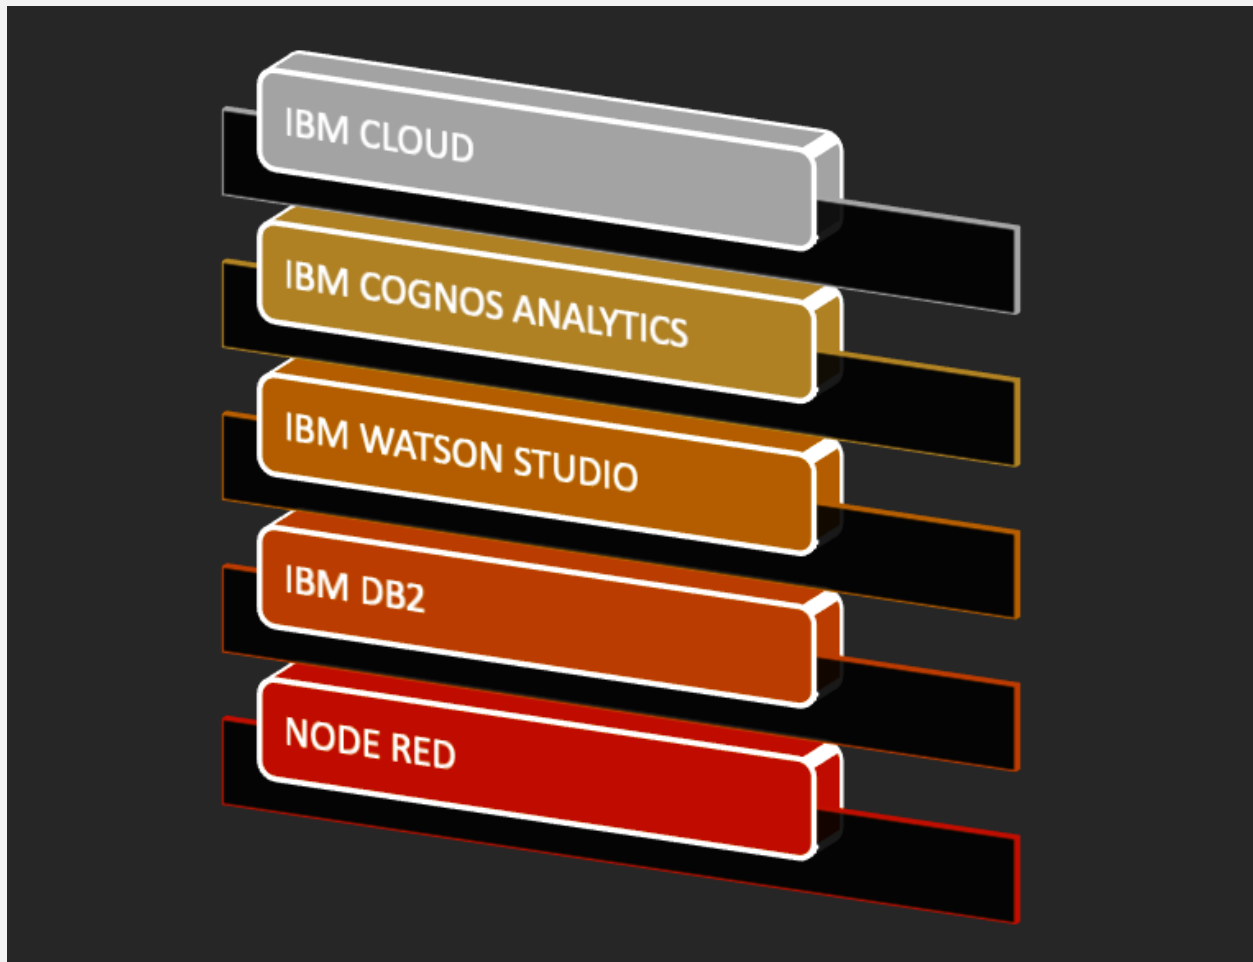 IBM CLOUD
IBM COGNOS ANALYTICS
IBM WATSON STUDIO
IBM DB2
NODE RED